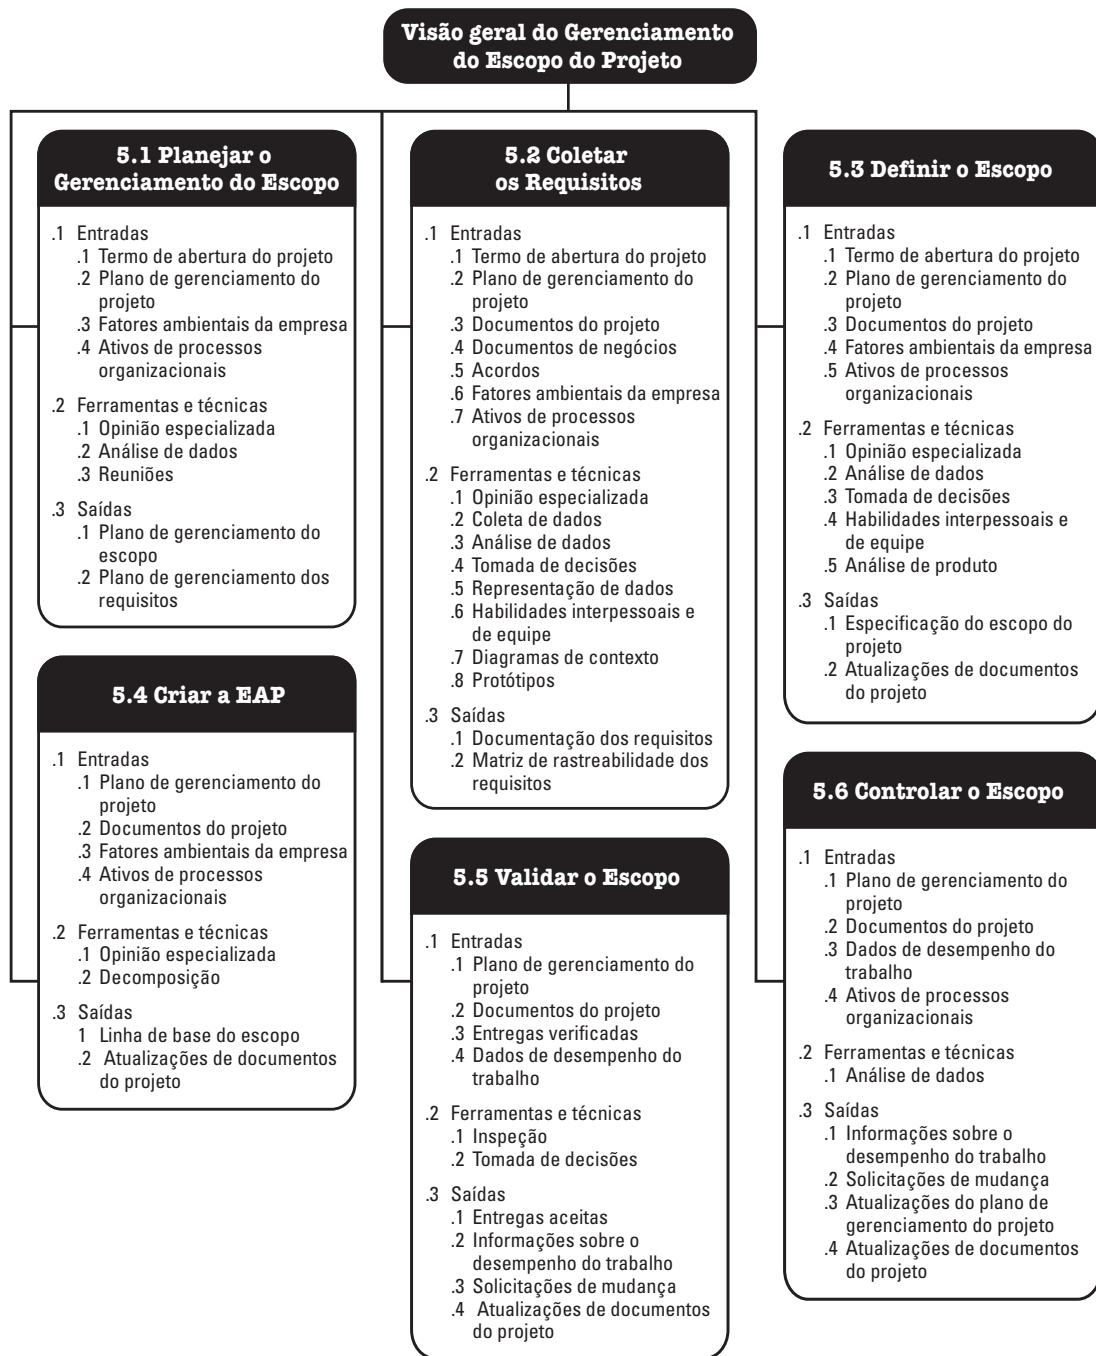 Visão geral do Gerenciamento
do Escopo do Projeto
5.1 Planejar o
Gerenciamento do Escopo
.1 Entradas
.1 Termo de abertura do projeto
.2 Plano de gerenciamento do
projeto
.3 Fatores ambientais da empresa
.4 Ativos de processos
organizacionais
.2 Ferramentas e técnicas
.1 Opinião especializada
.2 Análise de dados
.3 Reuniões
.3 Saídas
.1 Plano de gerenciamento do
escopo
.2 Plano de gerenciamento dos
requisitos
5.2 Coletar
os Requisitos
.1 Entradas
.1 Termo de abertura do projeto
.2 Plano de gerenciamento do
projeto
.3 Documentos do projeto
.4 Documentos de negócios
.5 Acordos
.6 Fatores ambientais da empresa
.7 Ativos de processos
organizacionais
.2 Ferramentas e técnicas
.1 Opinião especializada
.2 Coleta de dados
.3 Análise de dados
.4 Tomada de decisões
.5 Representação de dados
.6 Habilidades interpessoais e
de equipe
.7 Diagramas de contexto
.8 Protótipos
.3 Saídas
.1 Documentação dos requisitos
.2 Matriz de rastreabilidade dos
requisitos
5.3 Definir o Escopo
.1 Entradas
.1 Termo de abertura do projeto
.2 Plano de gerenciamento do
projeto
.3 Documentos do projeto
.4 Fatores ambientais da empresa
.5 Ativos de processos
organizacionais
.2 Ferramentas e técnicas
.1 Opinião especializada
.2 Análise de dados
.3 Tomada de decisões
.4 Habilidades interpessoais e
de equipe
.5 Análise de produto
.3 Saídas
.1 Especificação do escopo do
projeto
.2 Atualizações de documentos
do projeto
5.4 Criar a EAP
.1 Entradas
.1 Plano de gerenciamento do
projeto
.2 Documentos do projeto
.3 Fatores ambientais da empresa
.4 Ativos de processos
organizacionais
.2 Ferramentas e técnicas
.1 Opinião especializada
.2 Decomposição
.3 Saídas
1 Linha de base do escopo
.2 Atualizações de documentos
do projeto
5.5 Validar o Escopo
.1 Entradas
.1 Plano de gerenciamento do
projeto
.2 Documentos do projeto
.3 Entregas verificadas
.4 Dados de desempenho do
trabalho
.2 Ferramentas e técnicas
.1 Inspeção
.2 Tomada de decisões
.3 Saídas
.1 Entregas aceitas
.2 Informações sobre o
desempenho do trabalho
.3 Solicitações de mudança
.4 Atualizações de documentos
do projeto
5.6 Controlar o Escopo
.1 Entradas
.1 Plano de gerenciamento do
projeto
.2 Documentos do projeto
.3 Dados de desempenho do
trabalho
.4 Ativos de processos
organizacionais
.2 Ferramentas e técnicas
.1 Análise de dados
.3 Saídas
.1 Informações sobre o
desempenho do trabalho
.2 Solicitações de mudança
.3 Atualizações do plano de
gerenciamento do projeto
.4 Atualizações de documentos
do projeto